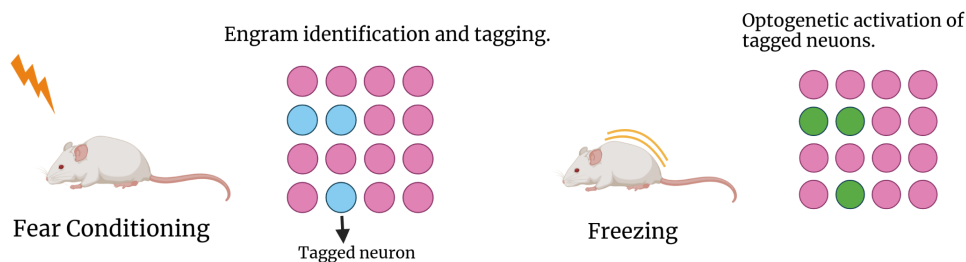 Engram identification and tagging.
Optogenetic activation of
tagged neuons.
Fear Conditioning
Tagged neuron
Freezing